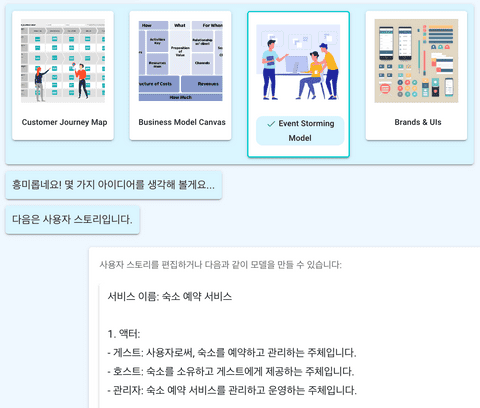 Customer Journey Map
How
What
For Whom
Activities
Key
Proposition
of
Value
Relationship
Channels
Revenues
How Much
Business Model Canvas
✓ Event Storming
Model
Brands & UIs
흥미롭네요! 몇 가지 아이디어를 생각해 볼게요...
다음은 사용자 스토리입니다.
사용자 스토리를 편집하거나 다음과 같이 모델을 만들 수 있습니다:
서비스 이름: 숙소 예약 서비스
1. 액터:
- 게스트: 사용자로써, 숙소를 예약하고 관리하는 주체입니다.
- 호스트: 숙소를 소유하고 게스트에게 제공하는 주체입니다.
- 관리자: 숙소 예약 서비스를 관리하고 운영하는 주체입니다.